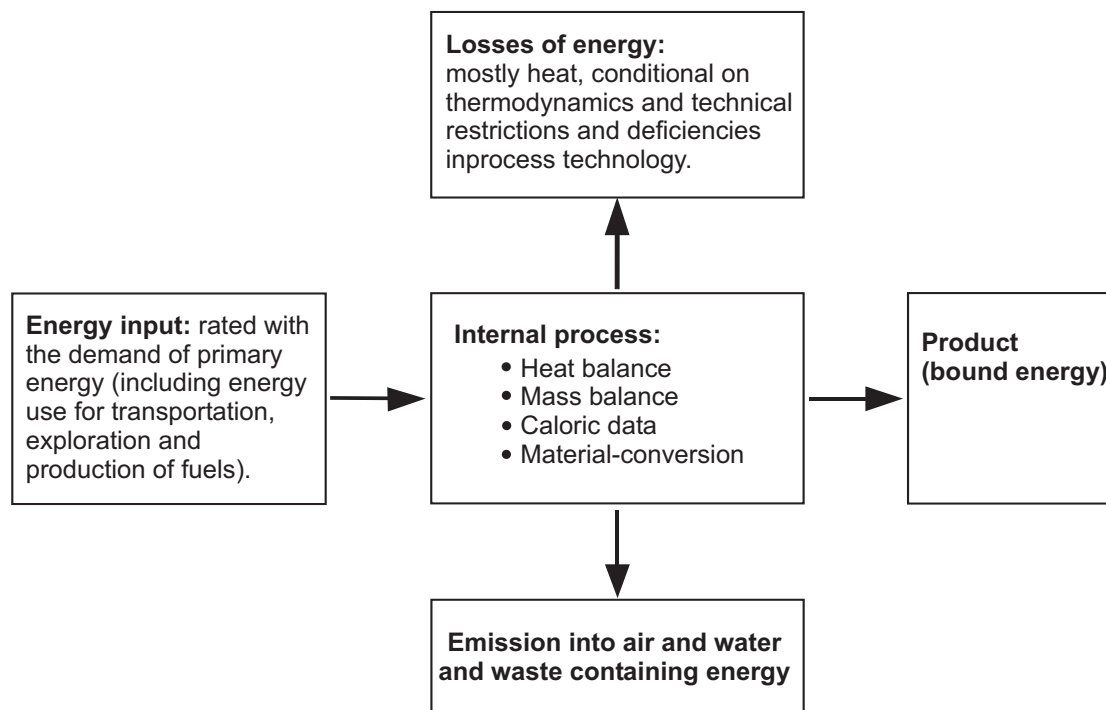 Losses of energy:
mostly heat, conditional on
thermodynamics and technical
restrictions and deficiencies
inprocess technology.
Energy input: rated with
the demand of primary
energy (including energy
use for transportation,
exploration and
production of fuels).
Internal process:
• Heat balance
• Mass balance
• Caloric data
• Material-conversion
Product
(bound energy)
Emission into air and water
and waste containing energy